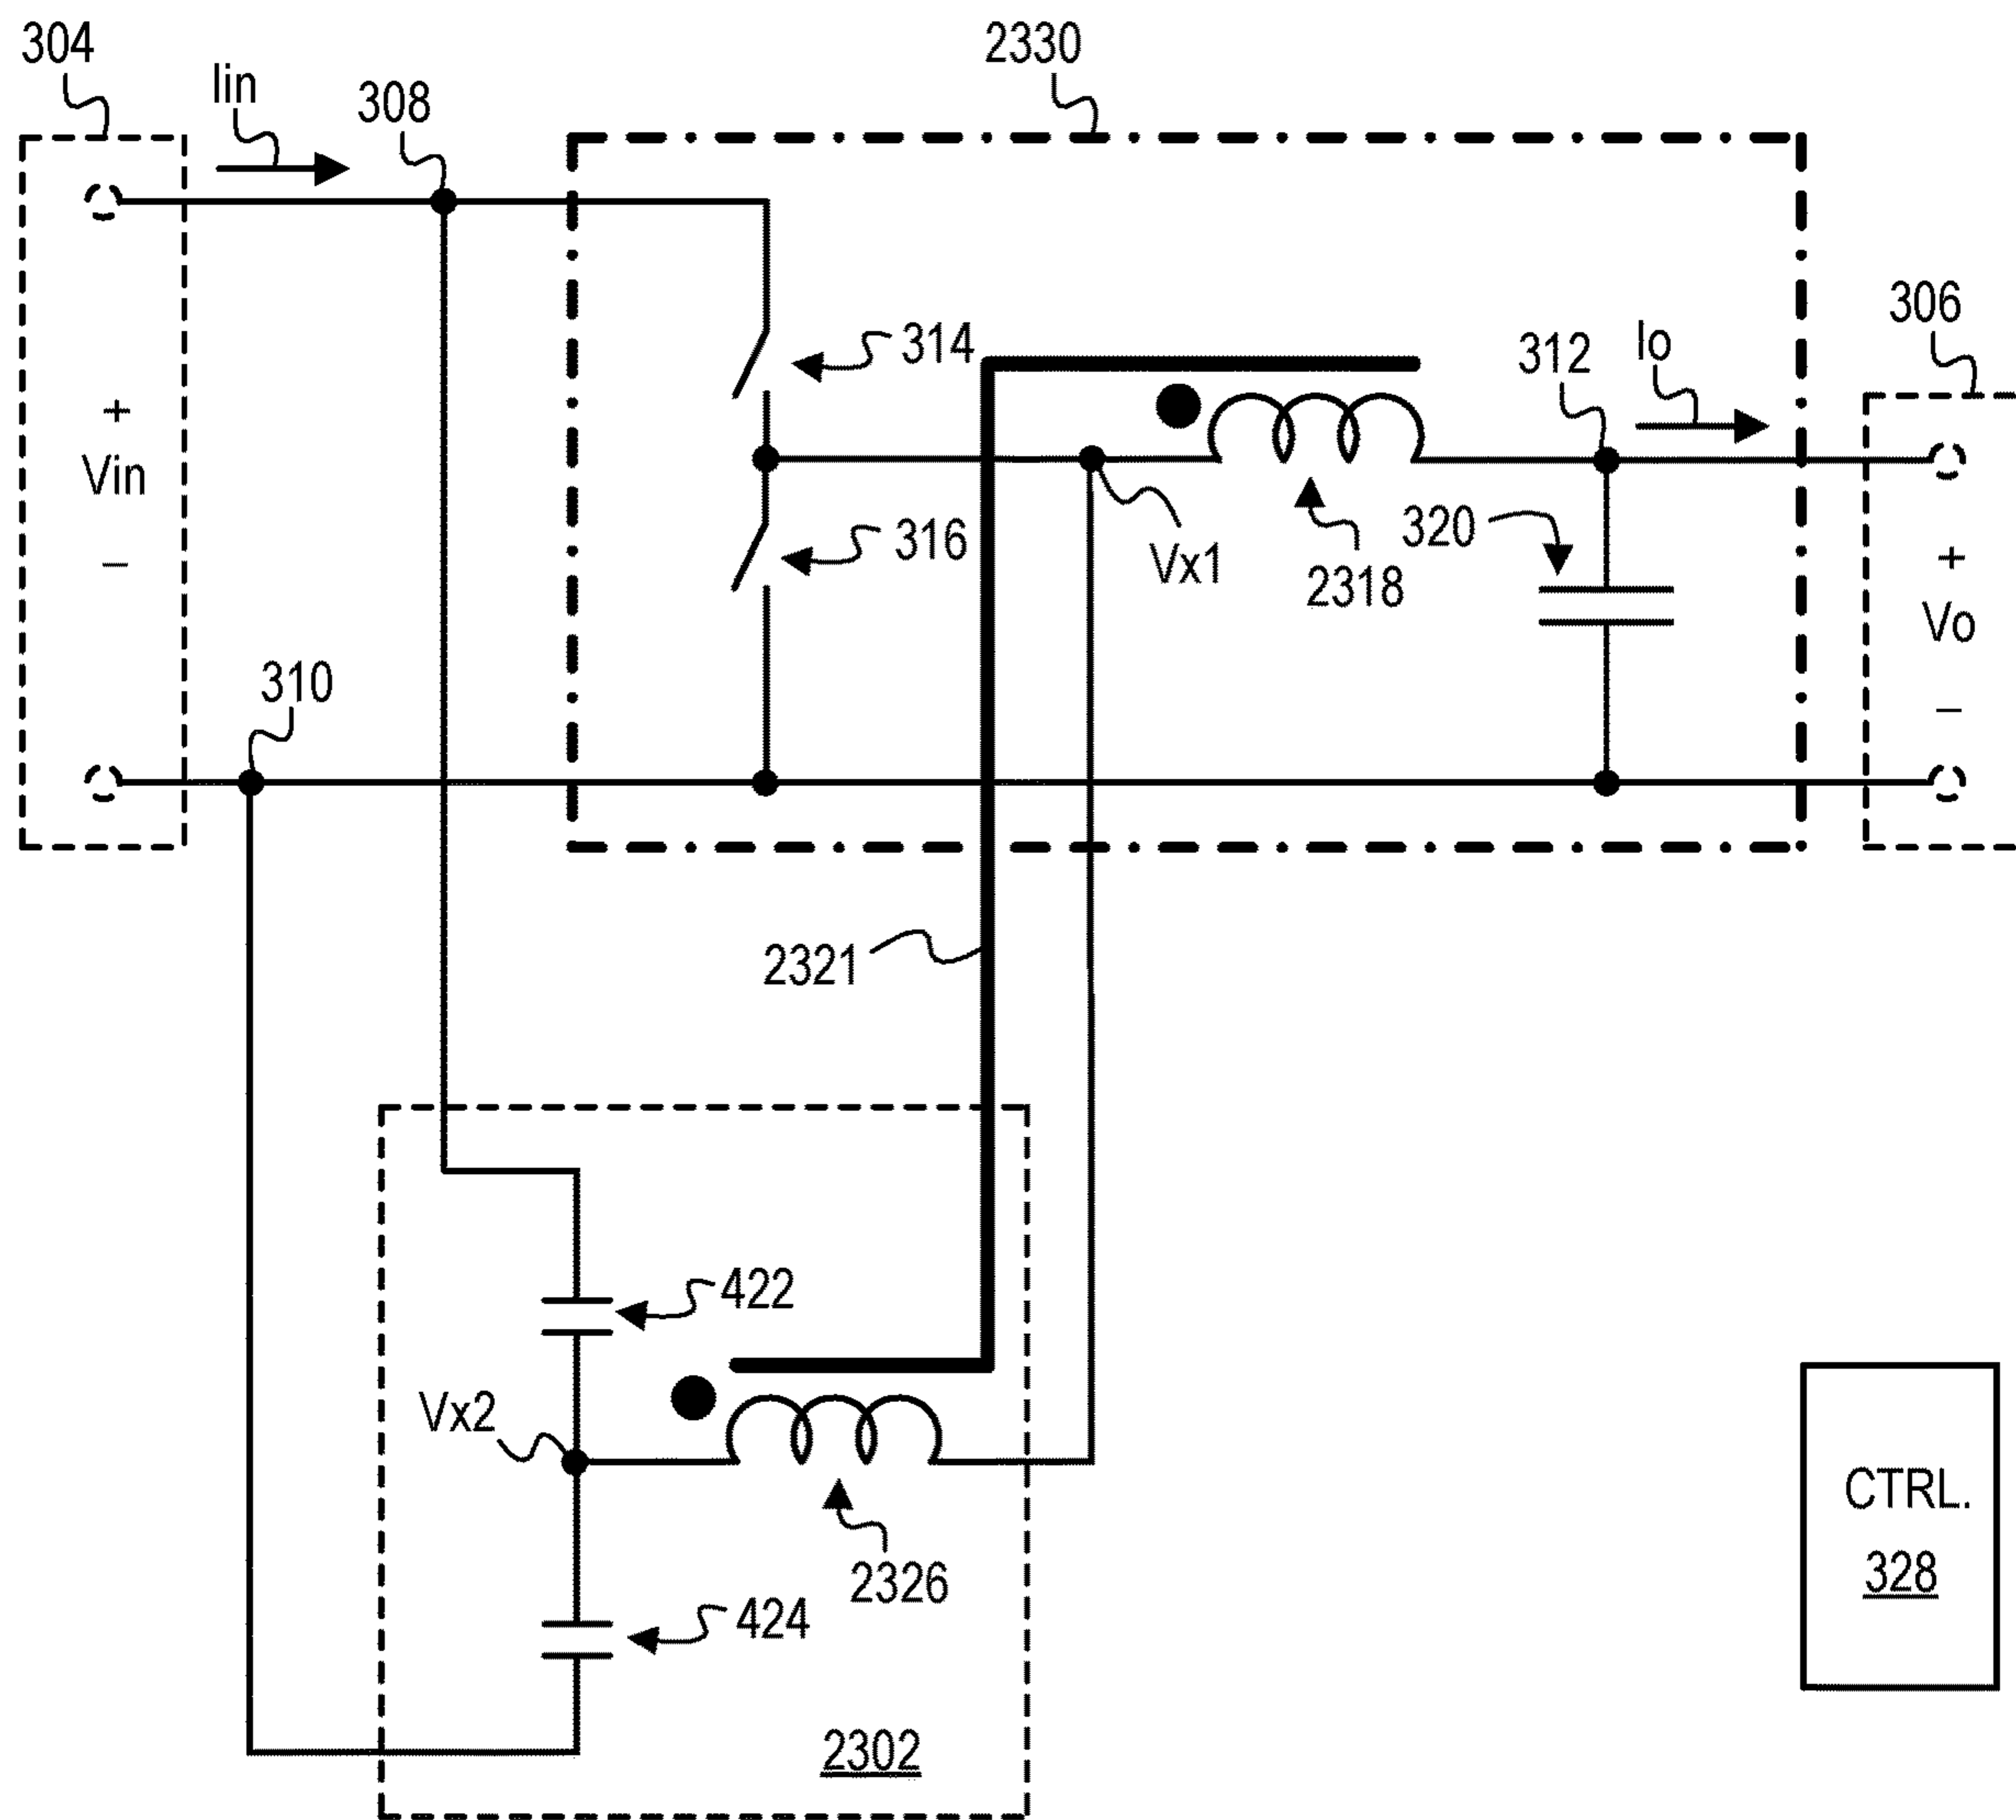 304
Iin
308
2330
+
Vin
–
310
314
316
Vx1
2318
312
Io
320
306
+
Vo
–
2321
422
Vx2
2326
424
2302
CTRL.
328